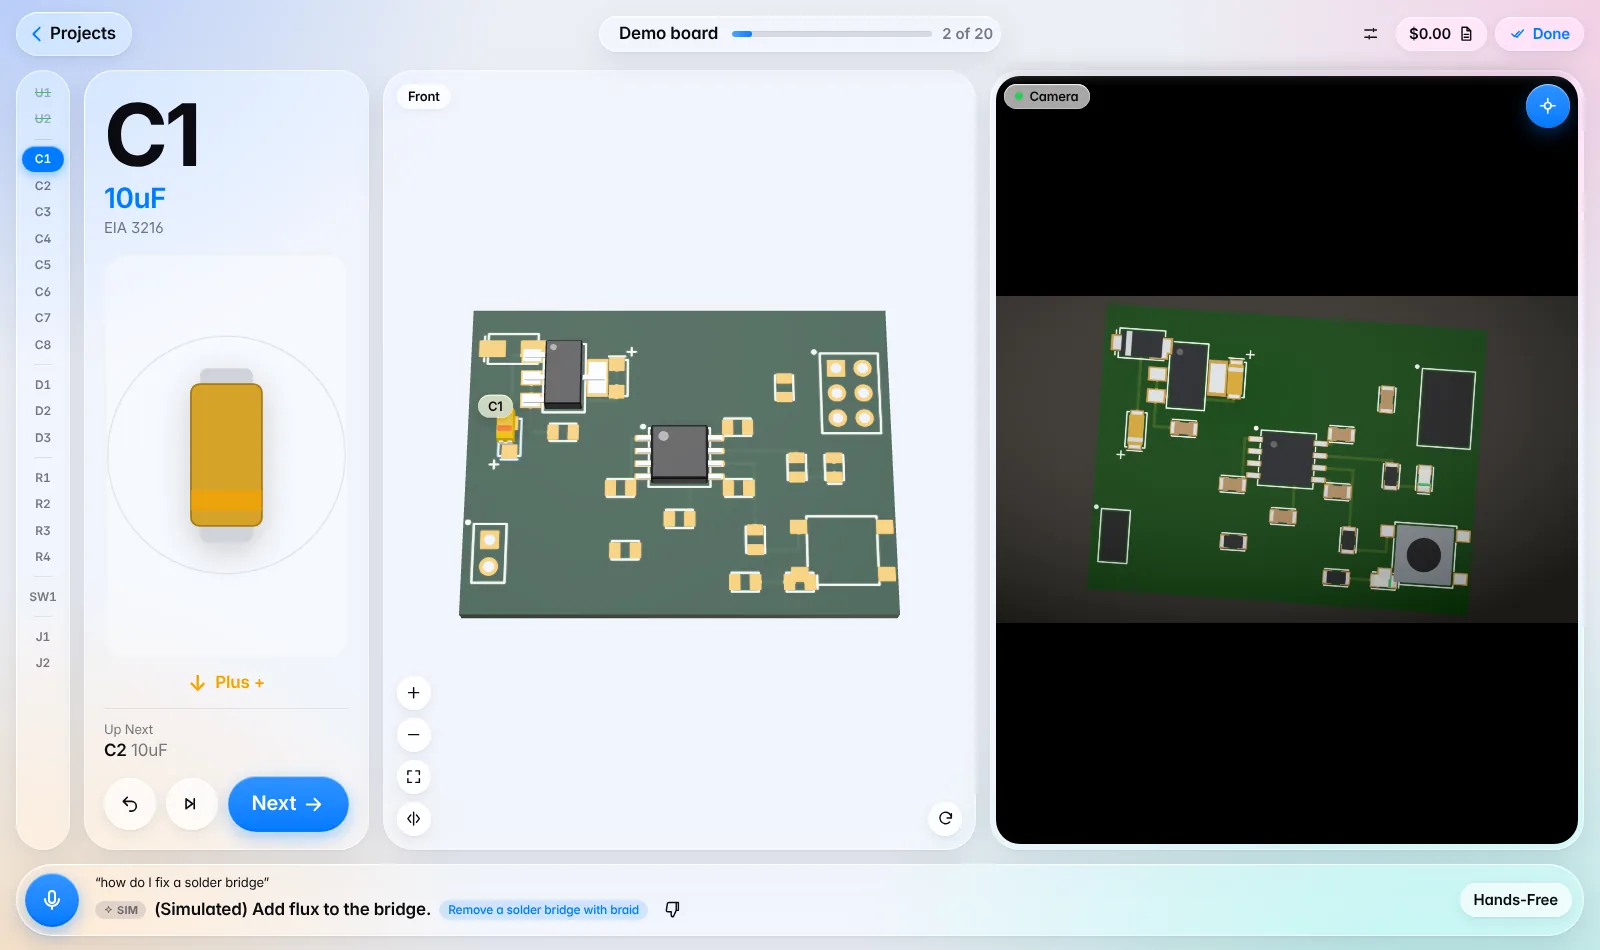 Projects
Demo board
2 of 20
$0.00
Done
U1
U2
C1
C2
C3
C4
C5
C6
C7
C8
D1
D2
D3
R1
R2
R3
R4
SW1
J1
J2
C1
10uF
EIA 3216
Plus +
Up Next
C2 10uF
Next
Front
C1
+
+
Camera
+
+
“how do I fix a solder bridge”
SIM (Simulated) Add flux to the bridge. Remove a solder bridge with braid
Hands-Free